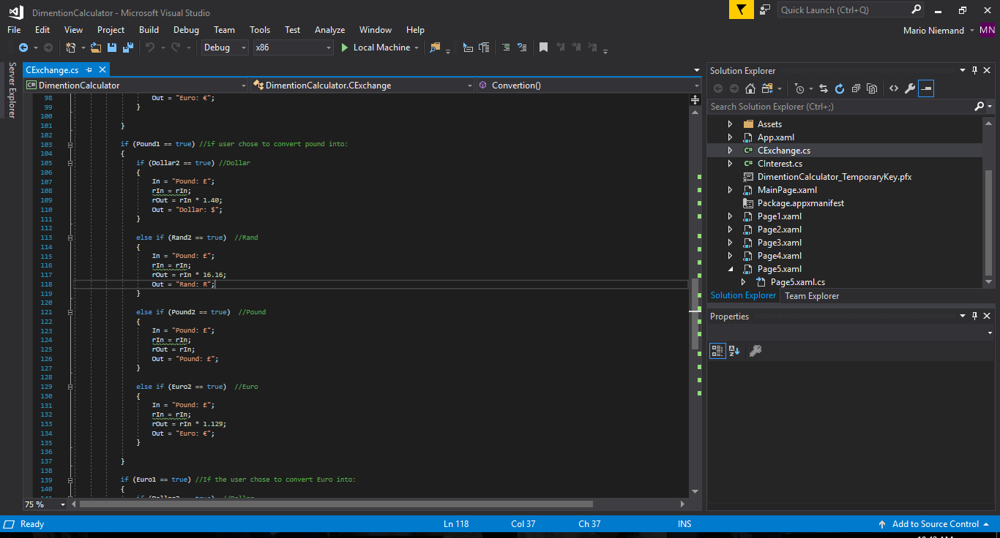 DimentionCalculator - Microsoft Visual Studio
Quick Launch (Ctrl+Q)
File Edit View Project Build Debug Team Tools Test Analyze Window Help
Mario Niemand MN
Debug x86 Local Machine
Server Explorer
CExchange.cs
C# DimentionCalculator DimentionCalculator.CExchange Convertion()
98 Out = "Euro: €";
99 }
100
101 }
102
103 if (Pound1 == true) //if user chose to convert pound into:
104 {
105 if (Dollar2 == true) //Dollar
106 {
107 In = "Pound: £";
108 rIn = rIn;
109 rOut = rIn * 1.40;
110 Out = "Dollar: $";
111 }
112
113 else if (Rand2 == true) //Rand
114 {
115 In = "Pound: £";
116 rIn = rIn;
117 rOut = rIn * 16.16;
118 Out = "Rand: R";
119 }
120
121 else if (Pound2 == true) //Pound
122 {
123 In = "Pound: £";
124 rIn = rIn;
125 rOut = rIn;
126 Out = "Pound: £";
127 }
128
129 else if (Euro2 == true) //Euro
130 {
131 In = "Pound: £";
132 rIn = rIn;
133 rOut = rIn * 1.129;
134 Out = "Euro: €";
135 }
136
137 }
138
139 if (Euro1 == true) //If the user chose to convert Euro into:
140 {
75 %
Solution Explorer
Search Solution Explorer (Ctrl+;)
Assets
App.xaml
C# CExchange.cs
C# CInterest.cs
DimentionCalculator_TemporaryKey.pfx
MainPage.xaml
Package.appxmanifest
Page1.xaml
Page2.xaml
Page3.xaml
Page4.xaml
Page5.xaml
Page5.xaml.cs
Solution Explorer Team Explorer
Properties
Ready Ln 118 Col 37 Ch 37 INS Add to Source Control